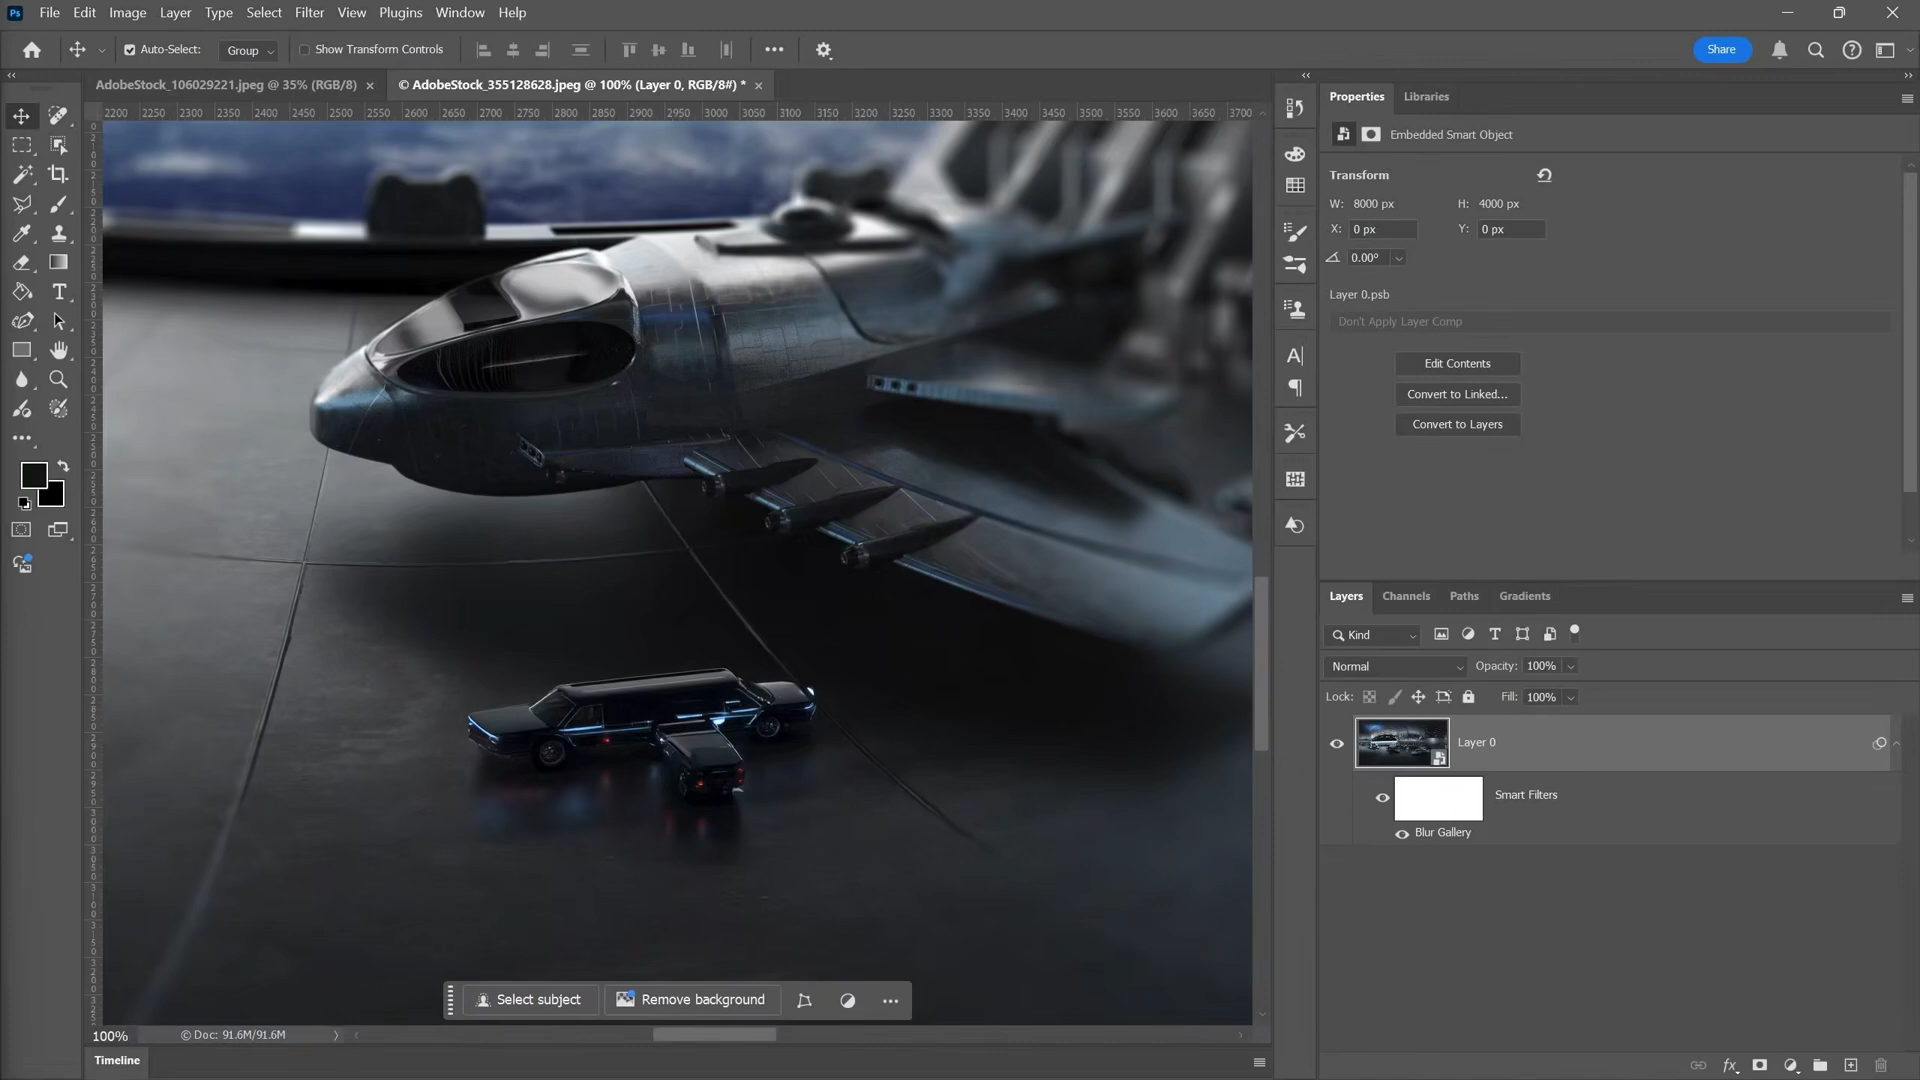 Ps File Edit Image Layer Type Select Filter View Plugins Window Help
Auto-Select: Group Show Transform Controls Share
AdobeStock_106029221.jpeg @ 35% (RGB/8)
© AdobeStock_355128628.jpeg @ 100% (Layer 0, RGB/8#) *
2200 2250 2300 2350 2400 2450 2500 2550 2600 2650 2700 2750 2800 2850 2900 2950 3000 3050 3100 3150 3200 3250 3300 3350 3400 3450 3500 3550 3600 3650 3700
Properties Libraries
Embedded Smart Object
Transform
W: 8000 px H: 4000 px
X: 0 px Y: 0 px
0.00°
Layer 0.psb
Don't Apply Layer Comp
Edit Contents
Convert to Linked...
Convert to Layers
Layers Channels Paths Gradients
Kind
Normal Opacity: 100%
Lock: Fill: 100%
Layer 0
Smart Filters
Blur Gallery
Select subject Remove background
100% © Doc: 91.6M/91.6M
Timeline